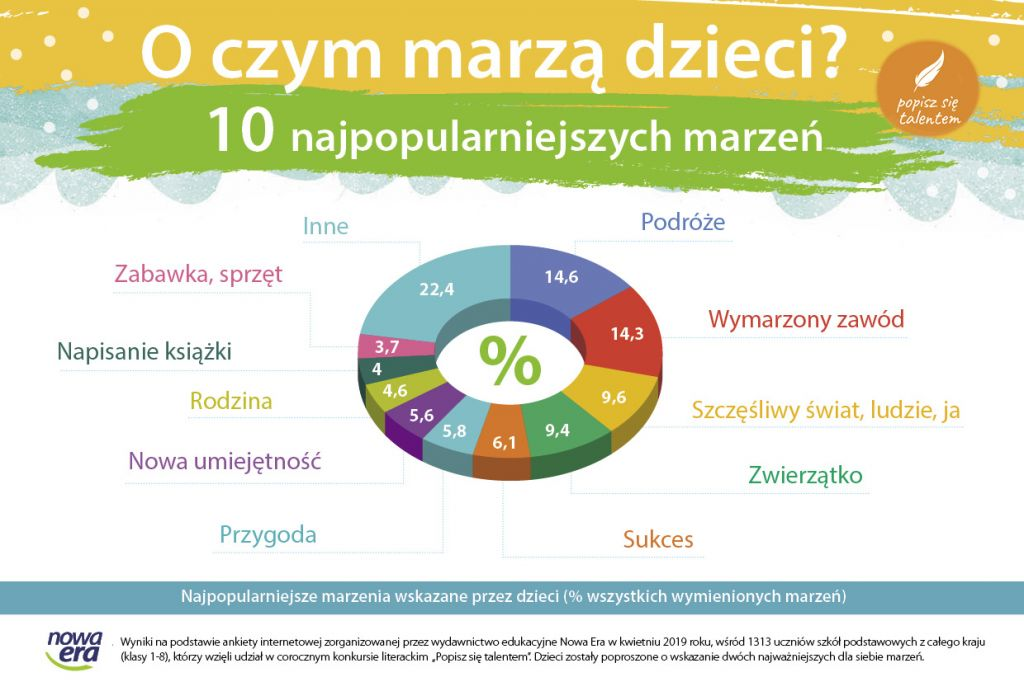 O czym marzą dzieci?
10 najpopularniejszych marzeń
popisz się
talentem
Inne
Podróże
Zabawka, sprzęt
22,4
14,6
Wymarzony zawód
14,3
Napisanie książki
3,7
%
4
Rodzina
4,6
9,6
Szczęśliwy świat, ludzie, ja
5,6
5,8
6,1
9,4
Nowa umiejętność
Zwierzątko
Przygoda
Sukces
Najpopularniejsze marzenia wskazane przez dzieci (% wszystkich wymienionych marzeń)
nowa
era
Wyniki na podstawie ankiety internetowej zorganizowanej przez wydawnictwo edukacyjne Nowa Era w kwietniu 2019 roku, wśród 1313 uczniów szkół podstawowych z całego kraju
(klasy 1-8), którzy wzięli udział w corocznym konkursie literackim „Popisz się talentem”. Dzieci zostały poproszone o wskazanie dwóch najważniejszych dla siebie marzeń.